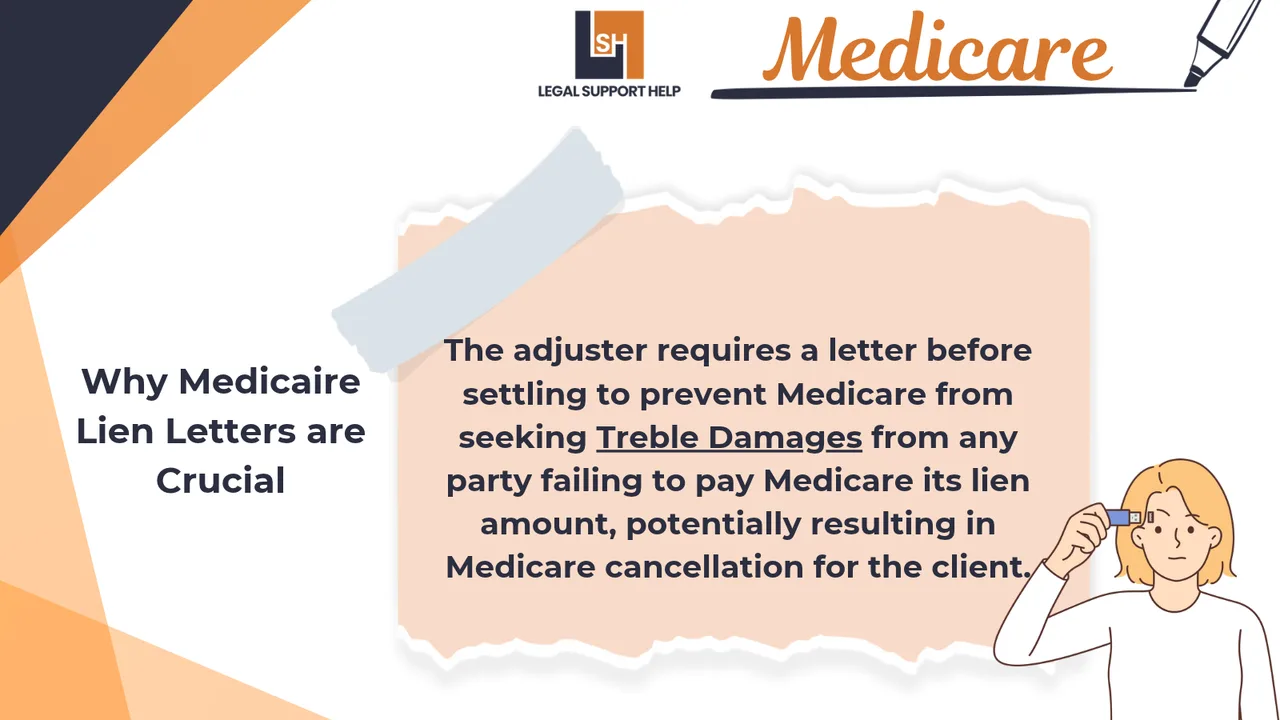 LSH
LEGAL SUPPORT HELP
Medicare
Why Medicaire
Lien Letters are
Crucial
The adjuster requires a letter before
settling to prevent Medicare from
seeking Treble Damages from any
party failing to pay Medicare its lien
amount, potentially resulting in
Medicare cancellation for the client.